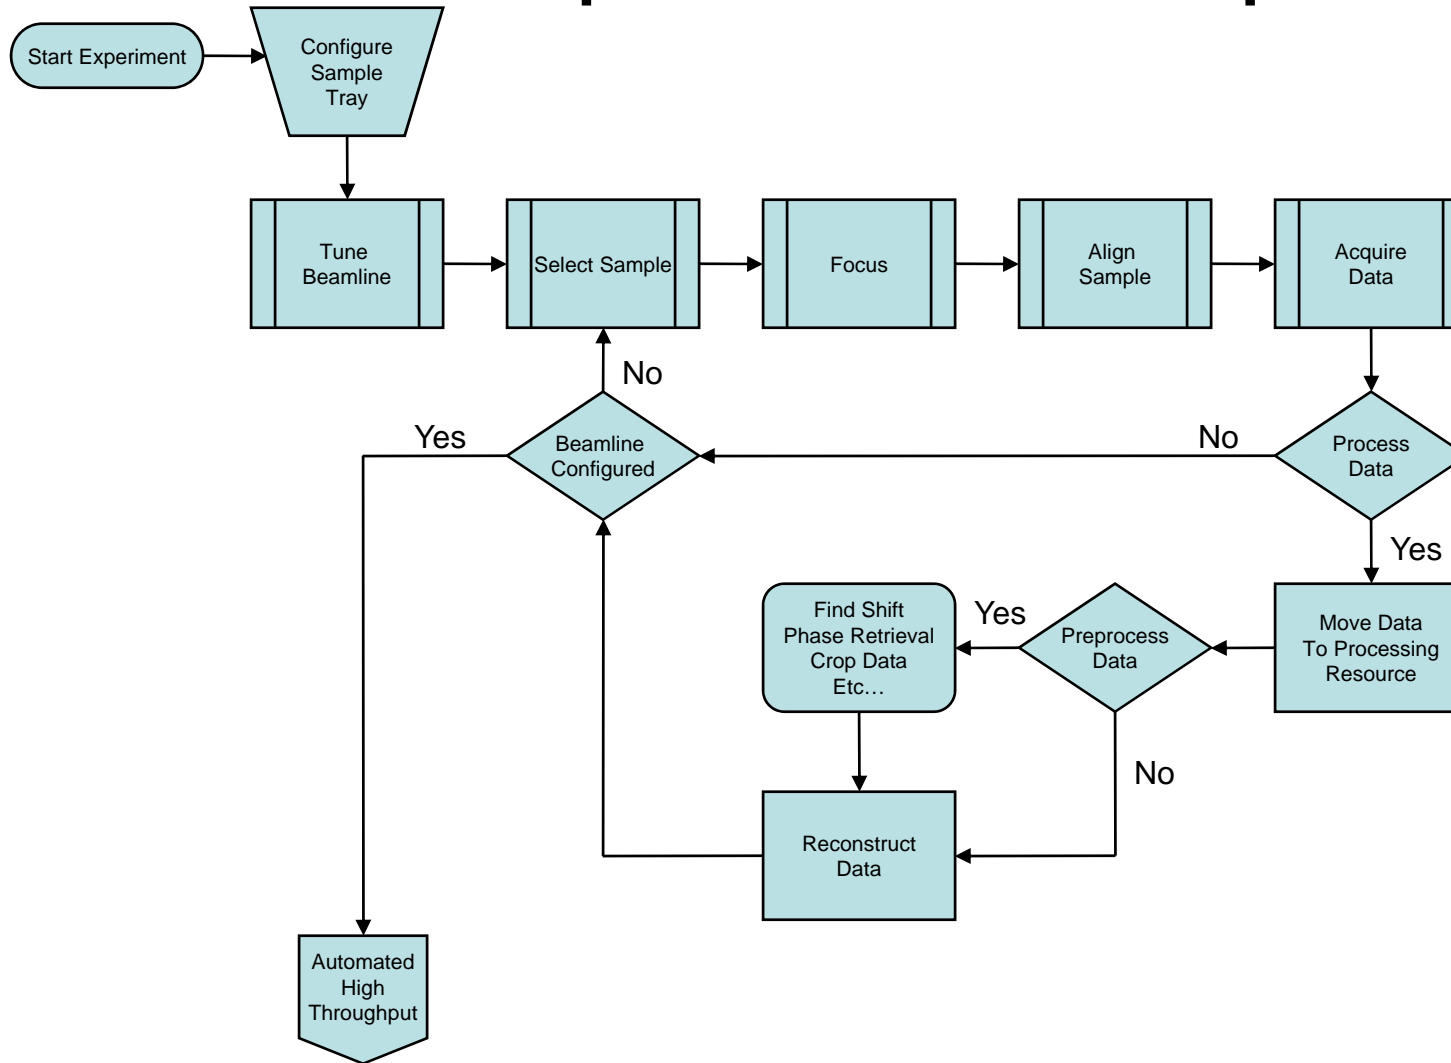 Start Experiment
Configure
Sample
Tray
Tune
Beamline
Select Sample
Focus
Align
Sample
Acquire
Data
No
Yes
Beamline
Configured
No
Process
Data
Yes
Find Shift
Phase Retrieval
Crop Data
Etc…
Yes
Preprocess
Data
Move Data
To Processing
Resource
No
Reconstruct
Data
Automated
High
Throughput